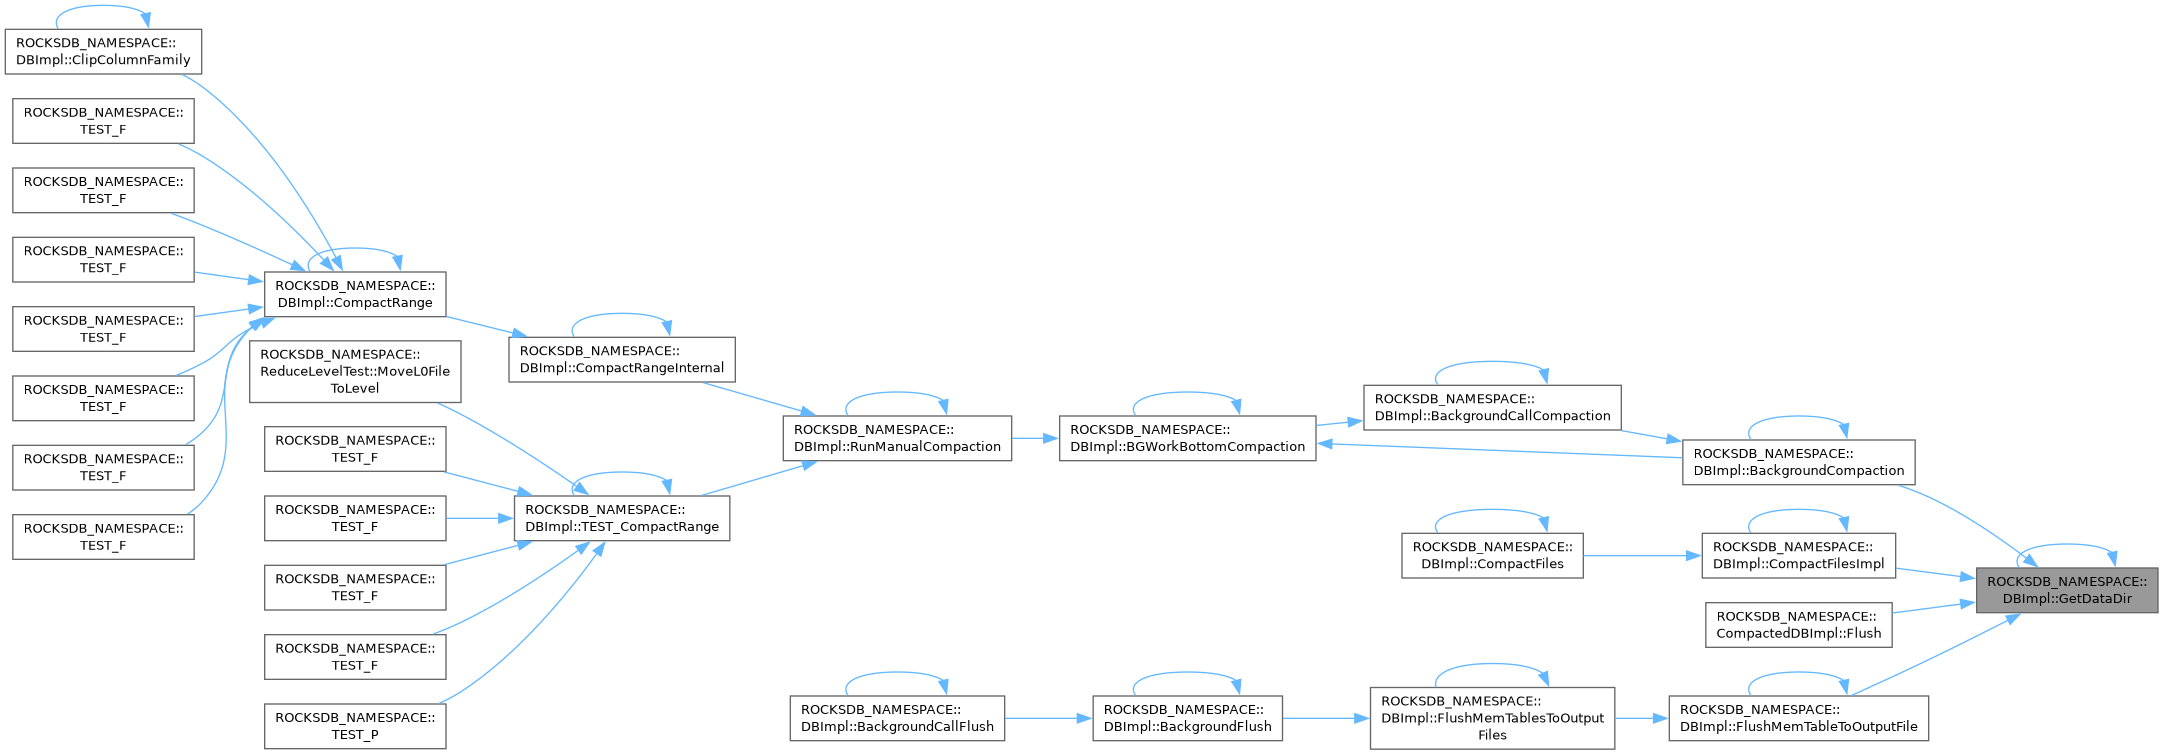 ROCKSDB_NAMESPACE::
DBImpl::ClipColumnFamily
ROCKSDB_NAMESPACE::
TEST_F
ROCKSDB_NAMESPACE::
TEST_F
ROCKSDB_NAMESPACE::
TEST_F
ROCKSDB_NAMESPACE::
TEST_F
ROCKSDB_NAMESPACE::
TEST_F
ROCKSDB_NAMESPACE::
TEST_F
ROCKSDB_NAMESPACE::
TEST_F
ROCKSDB_NAMESPACE::
DBImpl::CompactRange
ROCKSDB_NAMESPACE::
ReduceLevelTest::MoveL0File
ToLevel
ROCKSDB_NAMESPACE::
TEST_F
ROCKSDB_NAMESPACE::
TEST_F
ROCKSDB_NAMESPACE::
TEST_F
ROCKSDB_NAMESPACE::
TEST_F
ROCKSDB_NAMESPACE::
TEST_P
ROCKSDB_NAMESPACE::
DBImpl::CompactRangeInternal
ROCKSDB_NAMESPACE::
DBImpl::TEST_CompactRange
ROCKSDB_NAMESPACE::
DBImpl::RunManualCompaction
ROCKSDB_NAMESPACE::
DBImpl::BackgroundCallFlush
ROCKSDB_NAMESPACE::
DBImpl::BGWorkBottomCompaction
ROCKSDB_NAMESPACE::
DBImpl::BackgroundFlush
ROCKSDB_NAMESPACE::
DBImpl::BackgroundCallCompaction
ROCKSDB_NAMESPACE::
DBImpl::CompactFiles
ROCKSDB_NAMESPACE::
DBImpl::FlushMemTablesToOutput
Files
ROCKSDB_NAMESPACE::
DBImpl::BackgroundCompaction
ROCKSDB_NAMESPACE::
DBImpl::CompactFilesImpl
ROCKSDB_NAMESPACE::
CompactedDBImpl::Flush
ROCKSDB_NAMESPACE::
DBImpl::FlushMemTableToOutputFile
ROCKSDB_NAMESPACE::
DBImpl::GetDataDir